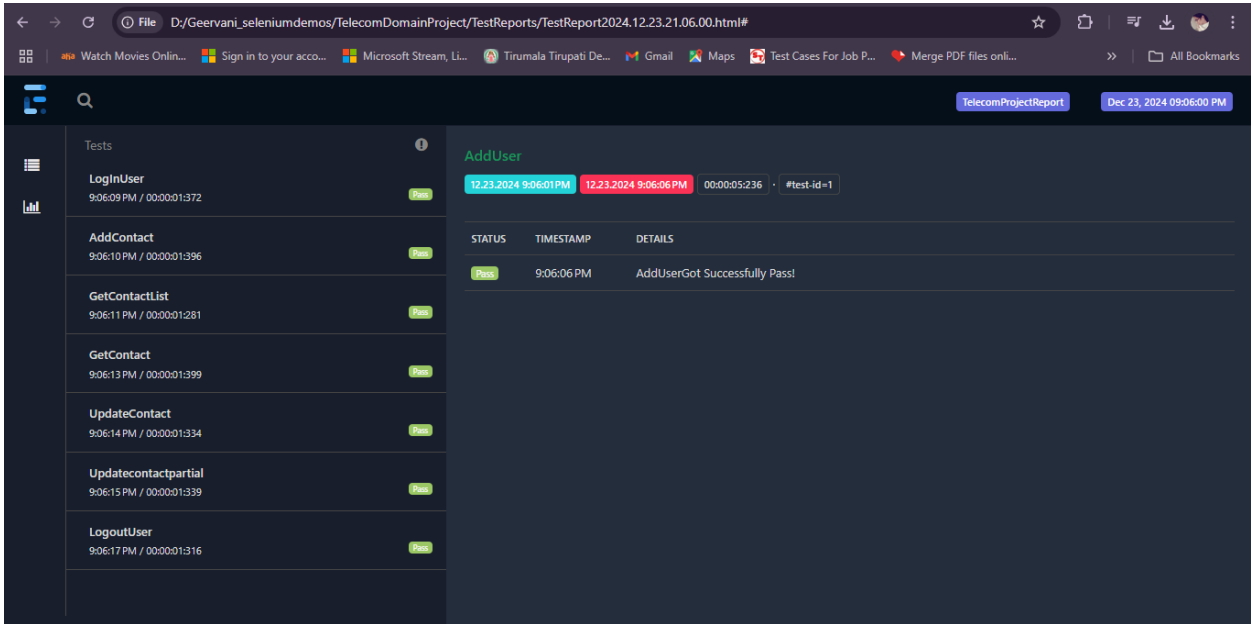 File D:/Geervani_seleniumdemos/TelecomDomainProject/TestReports/TestReport2024.12.23.21.06.00.html#
Watch Movies Onlin... Sign in to your acco... Microsoft Stream, Li... Tirumala Tirupati De... Gmail Maps Test Cases For Job P... Merge PDF files onli... » All Bookmarks
TelecomProjectReport Dec 23, 2024 09:06:00 PM
Tests
LogInUser
9:06:09 PM / 00:00:01:372 Pass
AddContact
9:06:10 PM / 00:00:01:396 Pass
GetContactList
9:06:11 PM / 00:00:01:281 Pass
GetContact
9:06:13 PM / 00:00:01:399 Pass
UpdateContact
9:06:14 PM / 00:00:01:334 Pass
Updatecontactpartial
9:06:15 PM / 00:00:01:339 Pass
LogoutUser
9:06:17 PM / 00:00:01:316 Pass
AddUser
12.23.2024 9:06:01 PM 12.23.2024 9:06:06 PM 00:00:05:236 · #test-id=1
STATUS TIMESTAMP DETAILS
Pass 9:06:06 PM AddUserGot Successfully Pass!